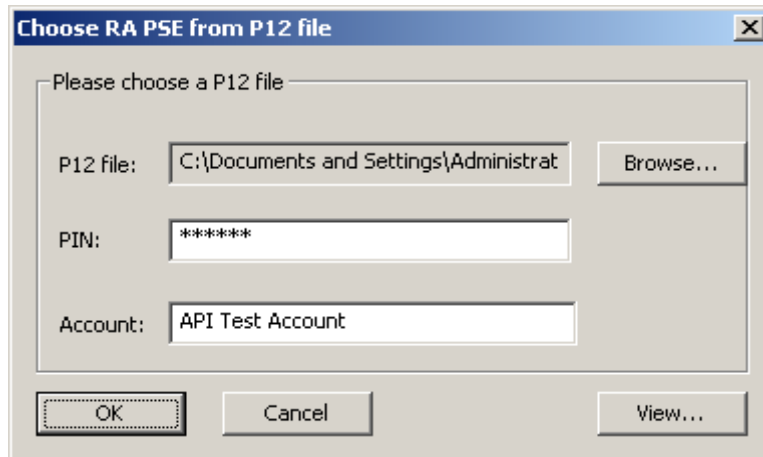 Choose RA PSE from P12 file
Please choose a P12 file
P12 file: C:\Documents and Settings\Administrat Browse...
PIN: ******
Account: API Test Account
OK Cancel View...